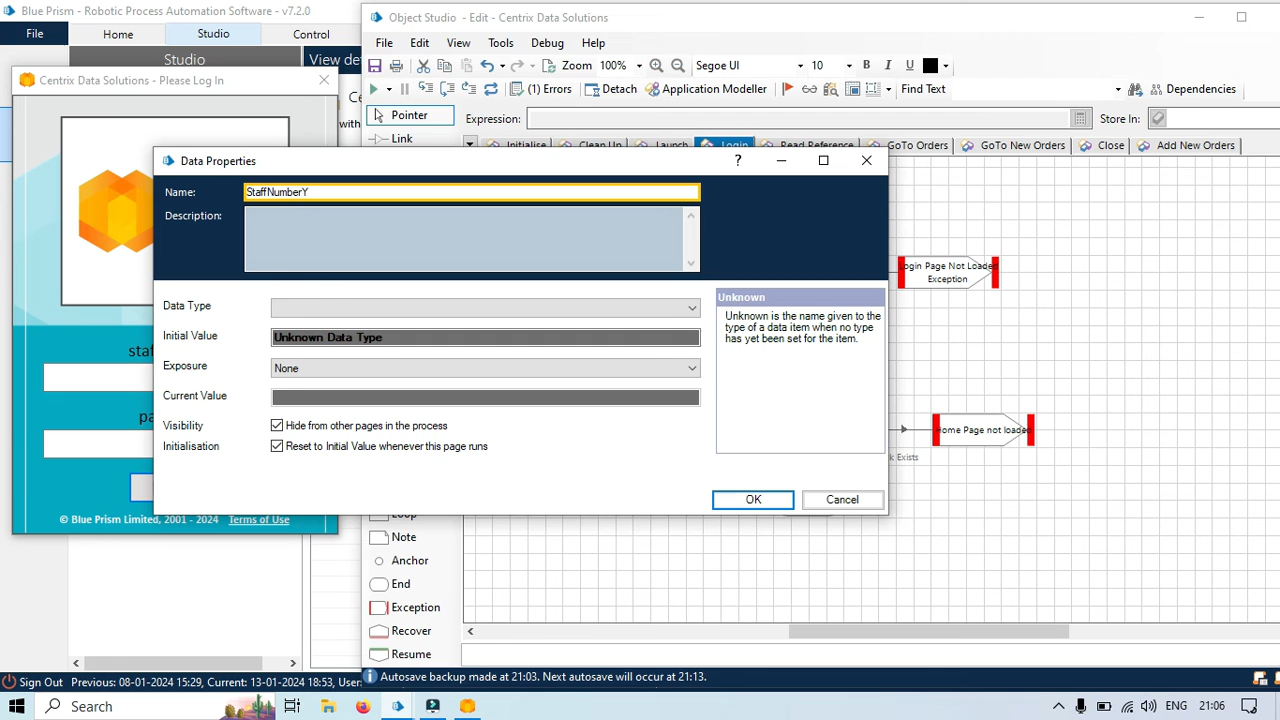 Blue Prism - Robotic Process Automation Software - v7.2.0
File
Home
Studio
Control
Studio
View de
Ce
with
Centrix Data Solutions - Please Log In
staf
pa
© Blue Prism Limited, 2001 - 2024 Terms of Use
Object Studio - Edit - Centrix Data Solutions
File Edit View Tools Debug Help
Zoom 100% Segoe UI 10 B I U
(1) Errors Detach Application Modeller Find Text Dependencies
Pointer
Expression:
Store In:
Link
Initialise Clean Up Launch Login Read Reference GoTo Orders GoTo New Orders Close Add New Orders
Data Properties
?
Name: StaffNumberY
Description:
Data Type
Initial Value Unknown Data Type
Exposure None
Current Value
Visibility Hide from other pages in the process
Initialisation Reset to Initial Value whenever this page runs
Unknown
Unknown is the name given to the
type of a data item when no type
has yet been set for the item.
OK Cancel
Login Page Not Loaded
Exception
Home Page not loaded
k Exists
Loop
Note
Anchor
End
Exception
Recover
Resume
Autosave backup made at 21:03. Next autosave will occur at 21:13.
Sign Out Previous: 08-01-2024 15:29, Current: 13-01-2024 18:53, User:
Search
ENG 21:06